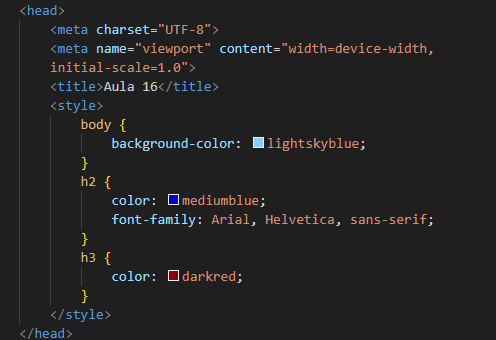 <head>
    <meta charset="UTF-8">
    <meta name="viewport" content="width=device-width,
    initial-scale=1.0">
    <title>Aula 16</title>
    <style>
        body {
            background-color: lightskyblue;
        }
        h2 {
            color: mediumblue;
            font-family: Arial, Helvetica, sans-serif;
        }
        h3 {
            color: darkred;
        }
    </style>
</head>